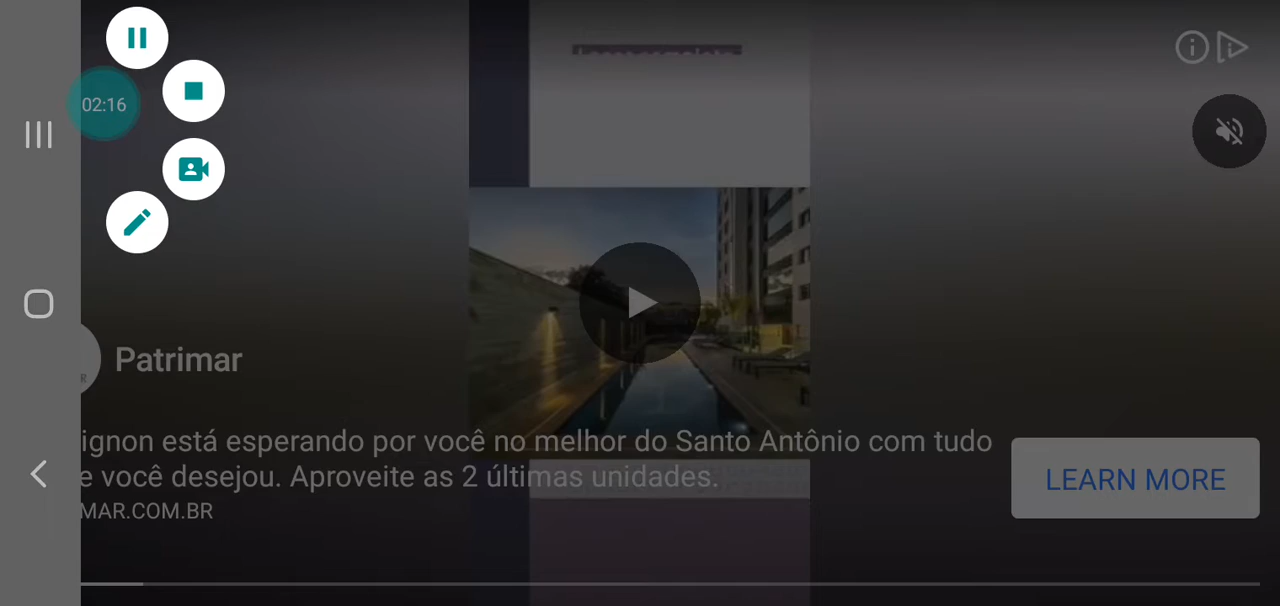 02:16
Patrimar
ignon está esperando por você no melhor do Santo Antônio com tudo
e você desejou. Aproveite as 2 últimas unidades.
MAR.COM.BR
LEARN MORE